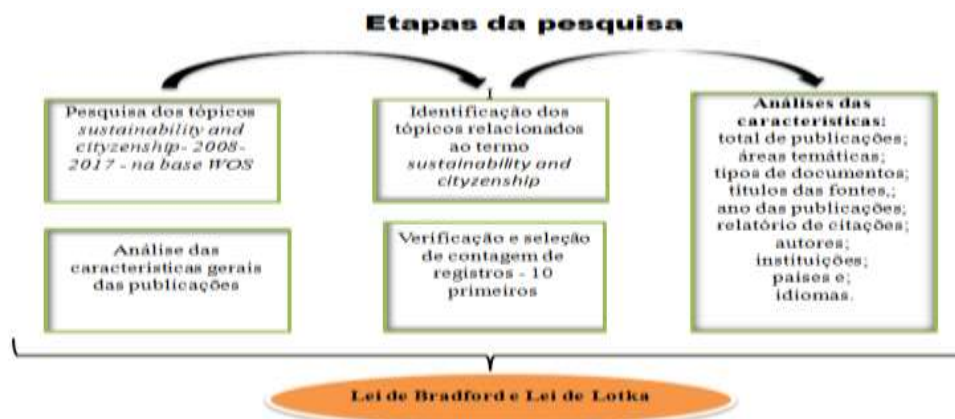 Etapas da pesquisa
Pesquisa dos tópicos
sustainability and
cityzenship- 2008-
2017 - na base WOS
Análise das
características gerais
das publicações
I
Identificação dos
tópicos relacionados
ao termo
sustainability and
cityzenship
Verificação e seleção
de contagem de
registros - 10
primeiros
Análises das
características:
total de publicações;
áreas temáticas;
tipos de documentos;
títulos das fontes,;
ano das publicações;
relatório de citações;
autores;
instituições;
países e;
idiomas.
Lei de Bradford e Lei de Lotka